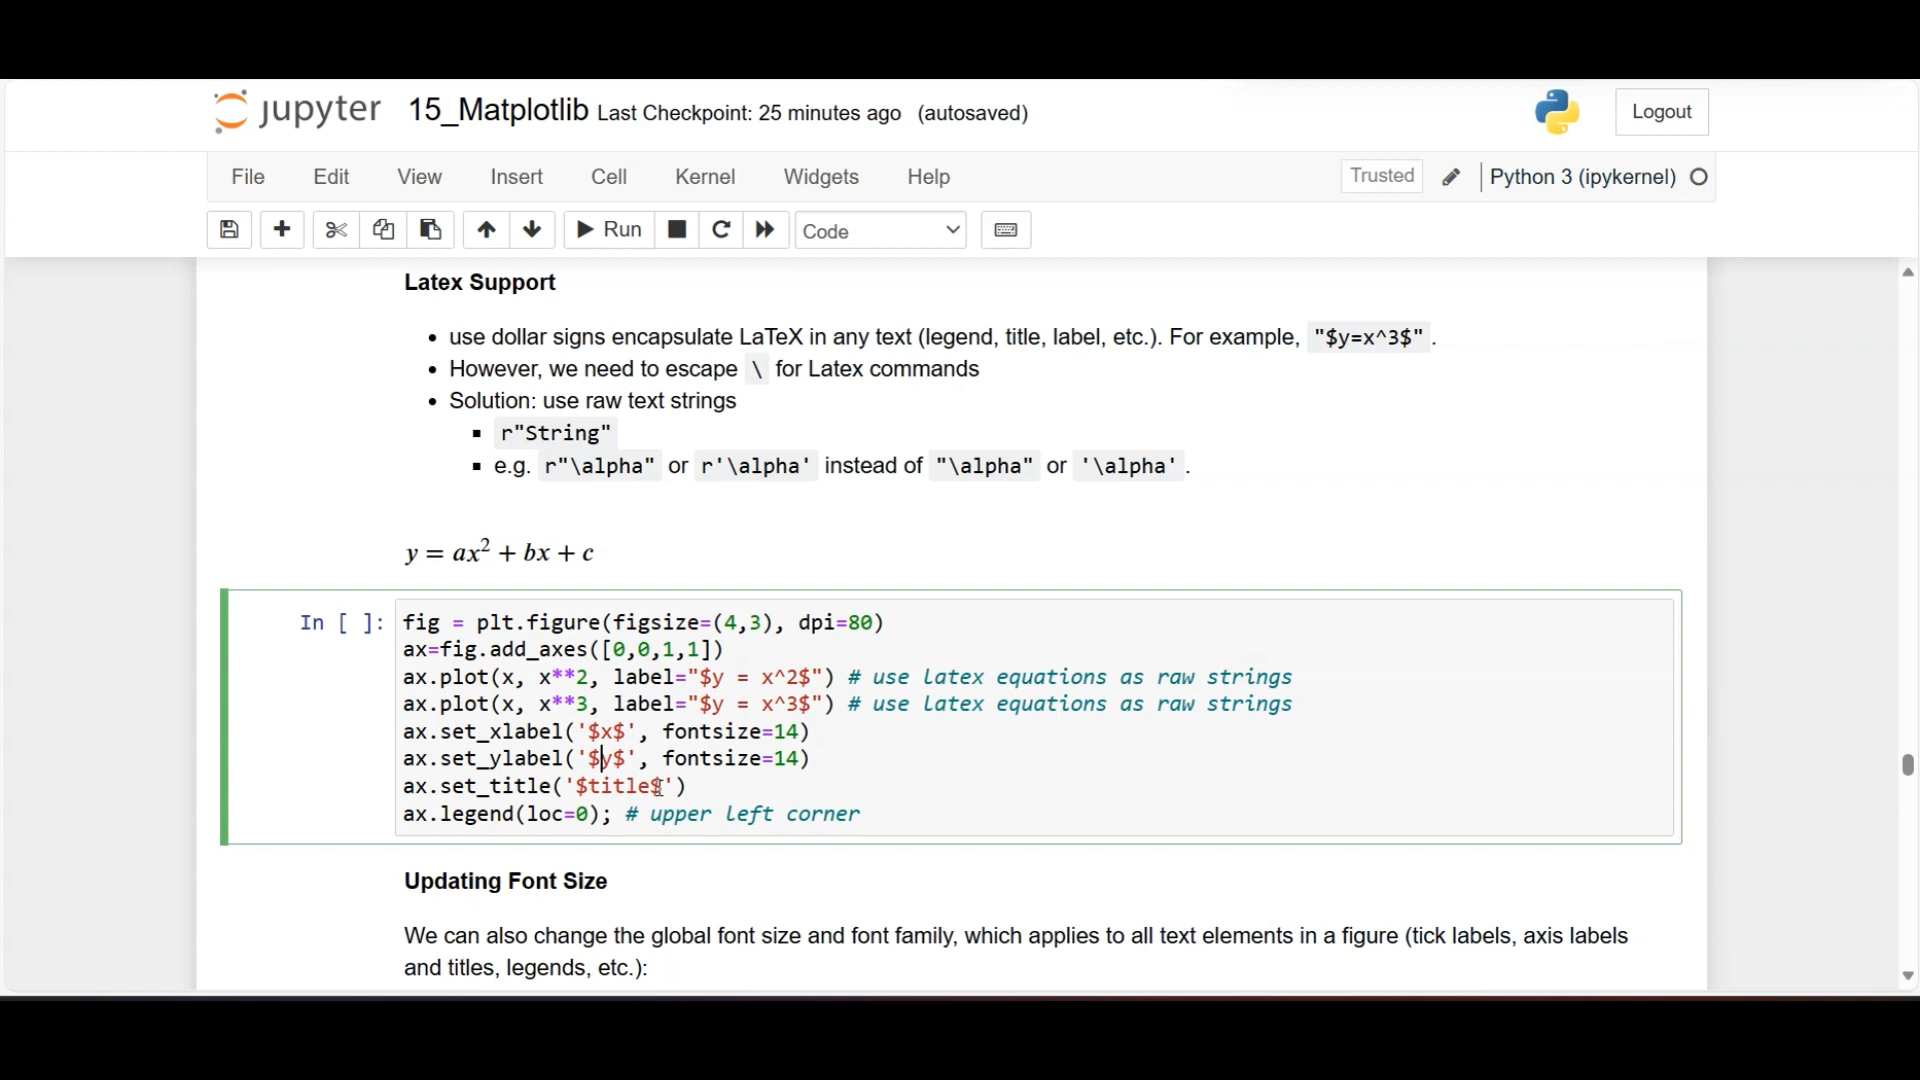 jupyter 15_Matplotlib Last Checkpoint: 25 minutes ago (autosaved)
Logout
File Edit View Insert Cell Kernel Widgets Help
Trusted
Python 3 (ipykernel)
Run
Code
Latex Support
• use dollar signs encapsulate LaTeX in any text (legend, title, label, etc.). For example, "$y=x^3$".
• However, we need to escape \ for Latex commands
• Solution: use raw text strings
▪ r"String"
▪ e.g. r"\alpha" or r'\alpha' instead of "\alpha" or '\alpha'.
y = ax² + bx + c
In [ ]:
fig = plt.figure(figsize=(4,3), dpi=80)
ax=fig.add_axes([0,0,1,1])
ax.plot(x, x**2, label="$y = x^2$") # use latex equations as raw strings
ax.plot(x, x**3, label="$y = x^3$") # use latex equations as raw strings
ax.set_xlabel('$x$', fontsize=14)
ax.set_ylabel('$y$', fontsize=14)
ax.set_title('$title$')
ax.legend(loc=0); # upper left corner
Updating Font Size
We can also change the global font size and font family, which applies to all text elements in a figure (tick labels, axis labels
and titles, legends, etc.):